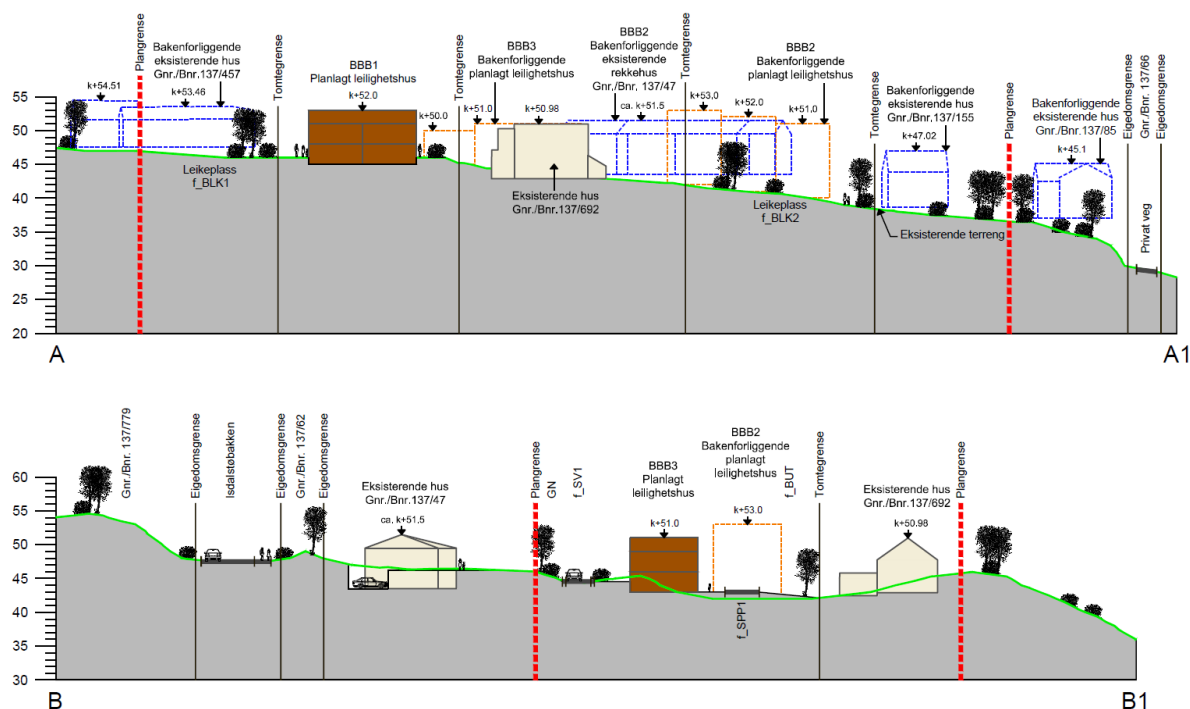 Plangrense
Bakenforliggende
eksisterende hus
Gnr./Bnr.137/457
k+54,51
k+53,46
Tomtegrense
BBB1
Planlagt leilighetshus
k+52.0
Tomtegrense
k+50.0
BBB3
Bakenforliggende
planlagt leilighetshus
k+51.0
k+50.98
BBB2
Bakenforliggende
eksisterende
rekkehus
Gnr./Bnr.137/47
ca. k+51.5
Tomtegrense
k+53.0
k+52.0
BBB2
Bakenforliggende
planlagt leilighetshus
k+51.0
Tomtegrense
Bakenforliggende
eksisterende hus
Gnr./Bnr.137/155
k+47.02
Plangrense
Bakenforliggende
eksisterende hus
Gnr./Bnr.137/85
k+45.1
Eigedomsgrense
Gnr./Bnr. 137/66
Eigedomsgrense
55
50
45
40
35
30
25
20
Leikeplass
f_BLK1
Eksisterende hus
Gnr./Bnr.137/692
Leikeplass
f_BLK2
Eksisterende terreng
Privat veg
A
A1
Gnr./Bnr. 137/779
Eigedomsgrense
Isdalstøbakken
Eigedomsgrense
Gnr./Bnr. 137/62
Eigedomsgrense
Eksisterende hus
Gnr./Bnr.137/47
ca. k+51.5
Plangrense
GN
f_SV1
BBB3
Planlagt
leilighetshus
k+51.0
BBB2
Bakenforliggende
planlagt
leilighetshus
k+53.0
f_BUT
Tomtegrense
Eksisterende hus
Gnr./Bnr.137/692
k+50.98
Plangrense
60
55
50
45
40
35
30
f_SPP1
B
B1